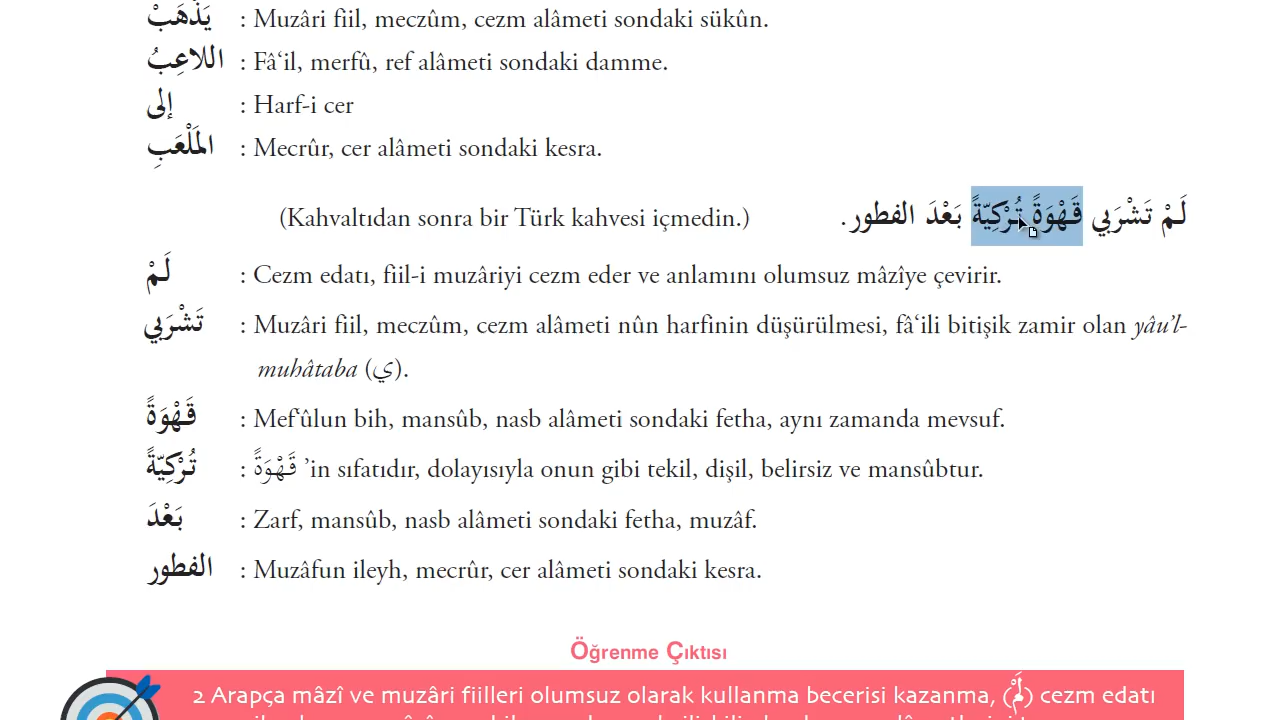 يَذْهَبْ : Muzâri fiil, meczûm, cezm alâmeti sondaki sükûn.
اللاعِبُ : Fâ‘il, merfû, ref alâmeti sondaki damme.
إلى : Harf-i cer
المَلْعَبِ : Mecrûr, cer alâmeti sondaki kesra.
لَمْ تَشْرَبي قَهْوَةً تُرْكِيّةً بَعْدَ الفطور. (Kahvaltıdan sonra bir Türk kahvesi içmedin.)
لَمْ : Cezm edatı, fiil-i muzâriyi cezm eder ve anlamını olumsuz mâzîye çevirir.
تَشْرَبي : Muzâri fiil, meczûm, cezm alâmeti nûn harfinin düşürülmesi, fâ‘ili bitişik zamir olan yâu’l-
muhâtaba (ي).
قَهْوَةً : Mef‘ûlun bih, mansûb, nasb alâmeti sondaki fetha, aynı zamanda mevsuf.
تُرْكِيّةً : قَهْوَةً ’in sıfatıdır, dolayısıyla onun gibi tekil, dişil, belirsiz ve mansûbtur.
بَعْدَ : Zarf, mansûb, nasb alâmeti sondaki fetha, muzâf.
الفطور : Muzâfun ileyh, mecrûr, cer alâmeti sondaki kesra.
Öğrenme Çıktısı
2 Arapça mâzî ve muzâri fiilleri olumsuz olarak kullanma becerisi kazanma, (لَمْ) cezm edatı